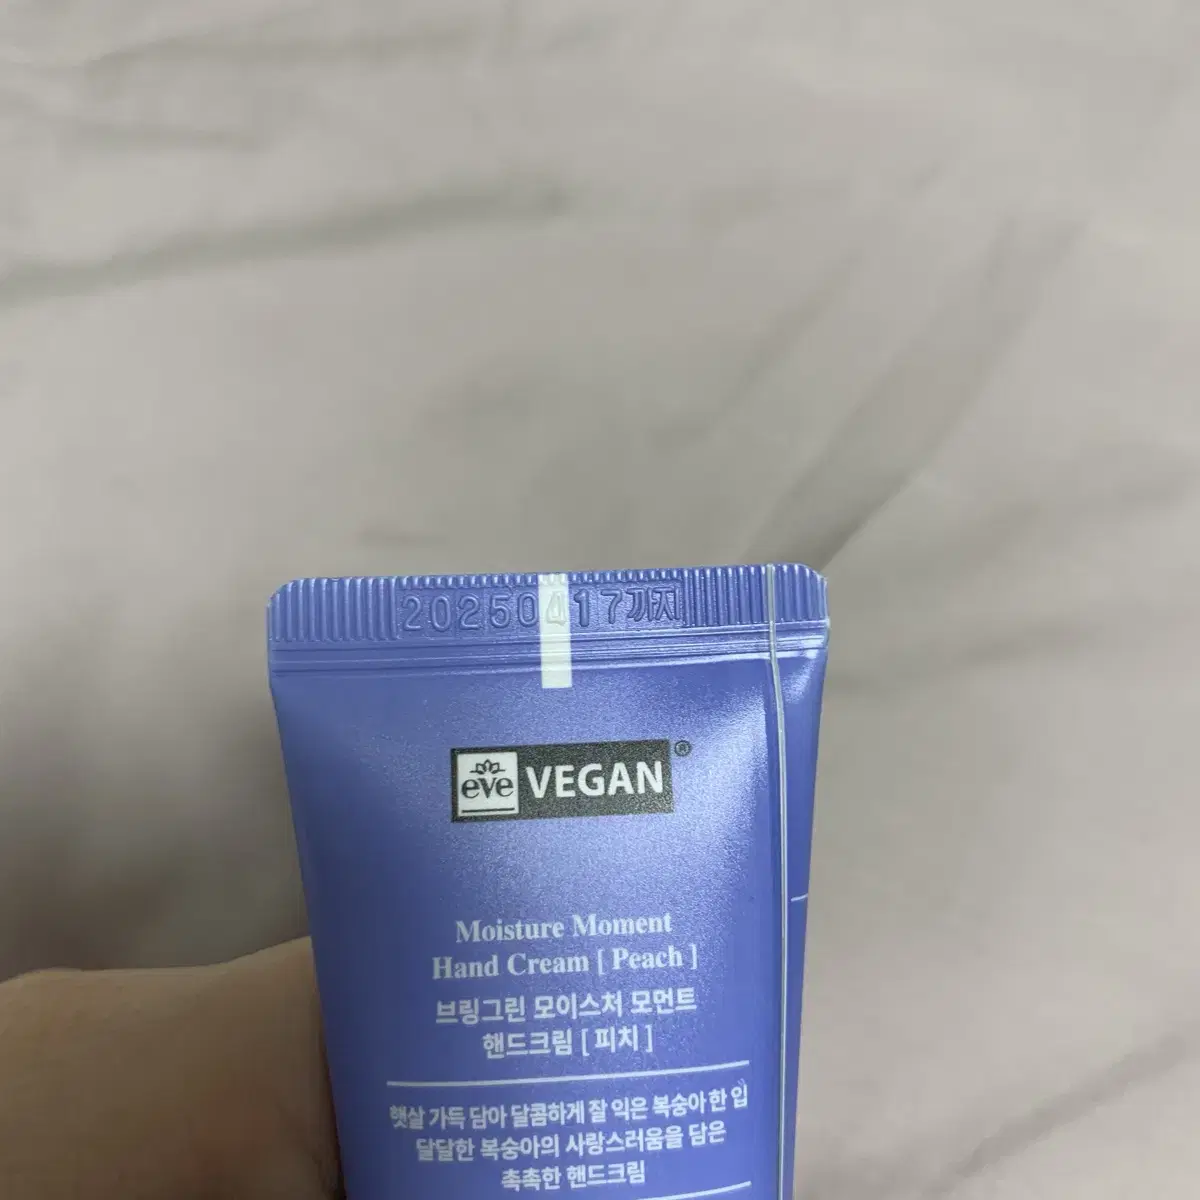 20250417까지
eve VEGAN®
Moisture Moment
Hand Cream [ Peach ]
브링그린 모이스처 모먼트
핸드크림 [ 피치 ]
햇살 가득 담아 달콤하게 잘 익은 복숭아 한 입
달달한 복숭아의 사랑스러움을 담은
촉촉한 핸드크림